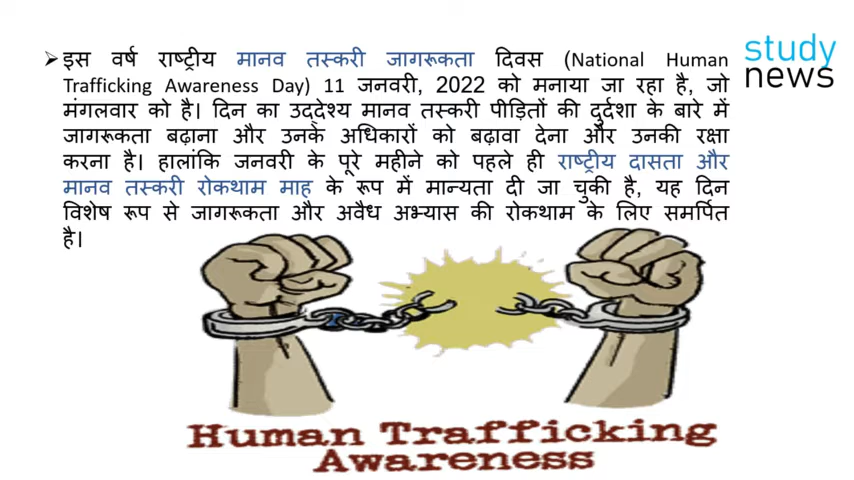 ➢ इस वर्ष राष्ट्रीय मानव तस्करी जागरूकता दिवस (National Human
Trafficking Awareness Day) 11 जनवरी, 2022 को मनाया जा रहा है, जो
मंगलवार को है। दिन का उद्देश्य मानव तस्करी पीड़ितों की दुर्दशा के बारे में
जागरूकता बढ़ाना और उनके अधिकारों को बढ़ावा देना और उनकी रक्षा
करना है। हालांकि जनवरी के पूरे महीने को पहले ही राष्ट्रीय दासता और
मानव तस्करी रोकथाम माह के रूप में मान्यता दी जा चुकी है, यह दिन
विशेष रूप से जागरूकता और अवैध अभ्यास की रोकथाम के लिए समर्पित
है।
study
news
Human Trafficking
Awareness